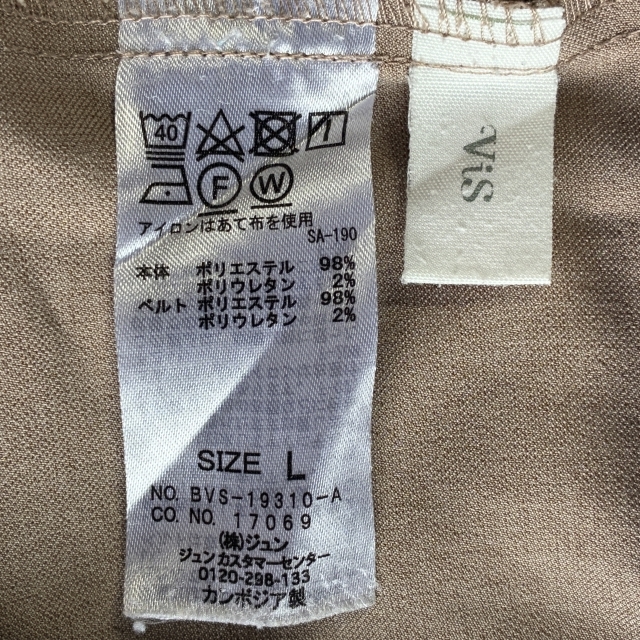 40
F W
アイロンはあて布を使用
SA-190
本体 ポリエステル 98%
ポリウレタン 2%
ベルト ポリエステル 98%
ポリウレタン 2%
SIZE L
NO. BVS-19310-A
CO. NO. 17069
(株)ジュン
ジュンカスタマーセンター
0120-298-133
カンボジア製
ViS